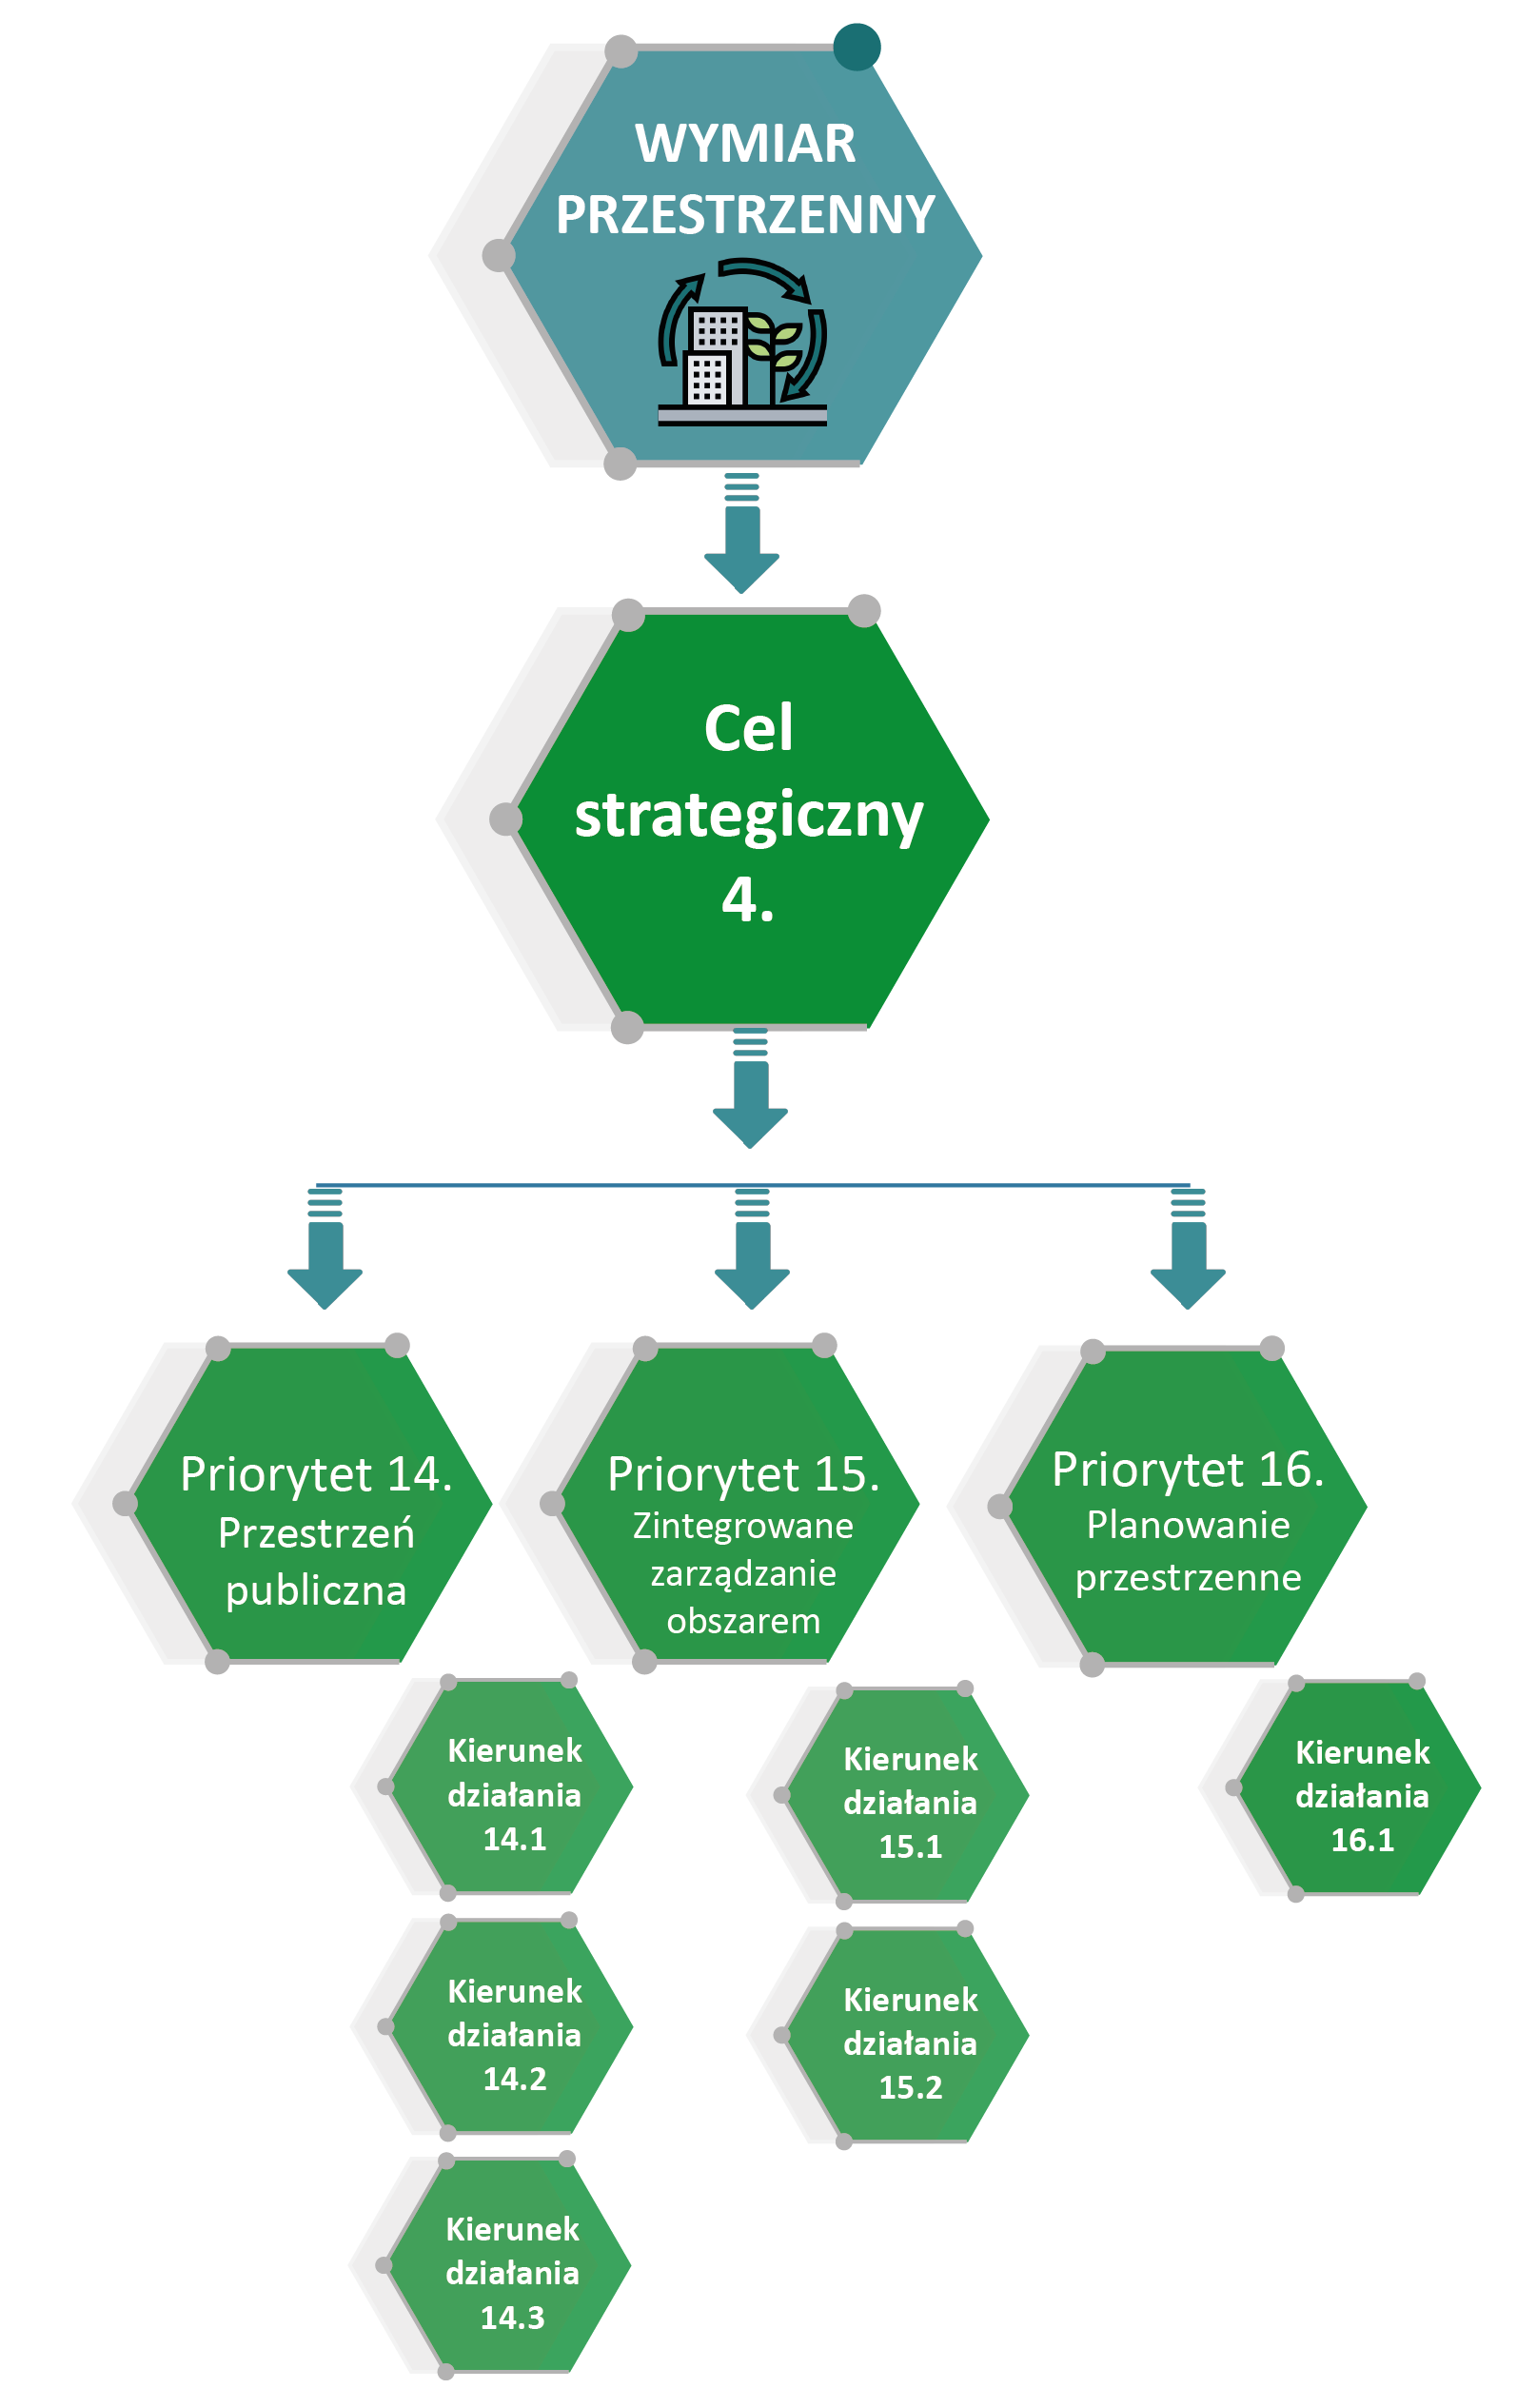 WYMIAR
PRZESTRZENNY
Cel
strategiczny
4.
Priorytet 14.
Przestrzeń
publiczna
Priorytet 15.
Zintegrowane
zarządzanie
obszarem
Priorytet 16.
Planowanie
przestrzenne
Kierunek
działania
14.1
Kierunek
działania
15.1
Kierunek
działania
16.1
Kierunek
działania
14.2
Kierunek
działania
15.2
Kierunek
działania
14.3